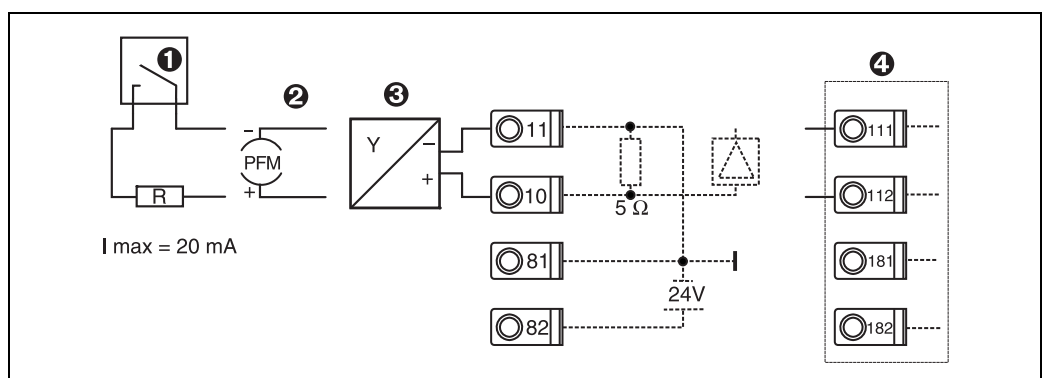 ❶
❷
❸
❹
- 
PFM
+
R
I max = 20 mA
Y
−
+
11
10
81
82
5 Ω
24V
111
112
181
182